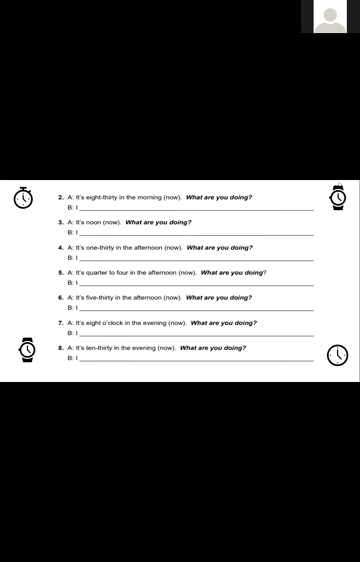 2. A: It's eight-thirty in the morning (now). What are you doing?
B: I
3. A: It's noon (now). What are you doing?
B: I
4. A: It's one-thirty in the afternoon (now). What are you doing?
B: I
5. A: It's quarter to four in the afternoon (now). What are you doing?
B: I
6. A: It's five-thirty in the afternoon (now). What are you doing?
B: I
7. A: It's eight o'clock in the evening (now). What are you doing?
B: I
8. A: It's ten-thirty in the evening (now). What are you doing?
B: I